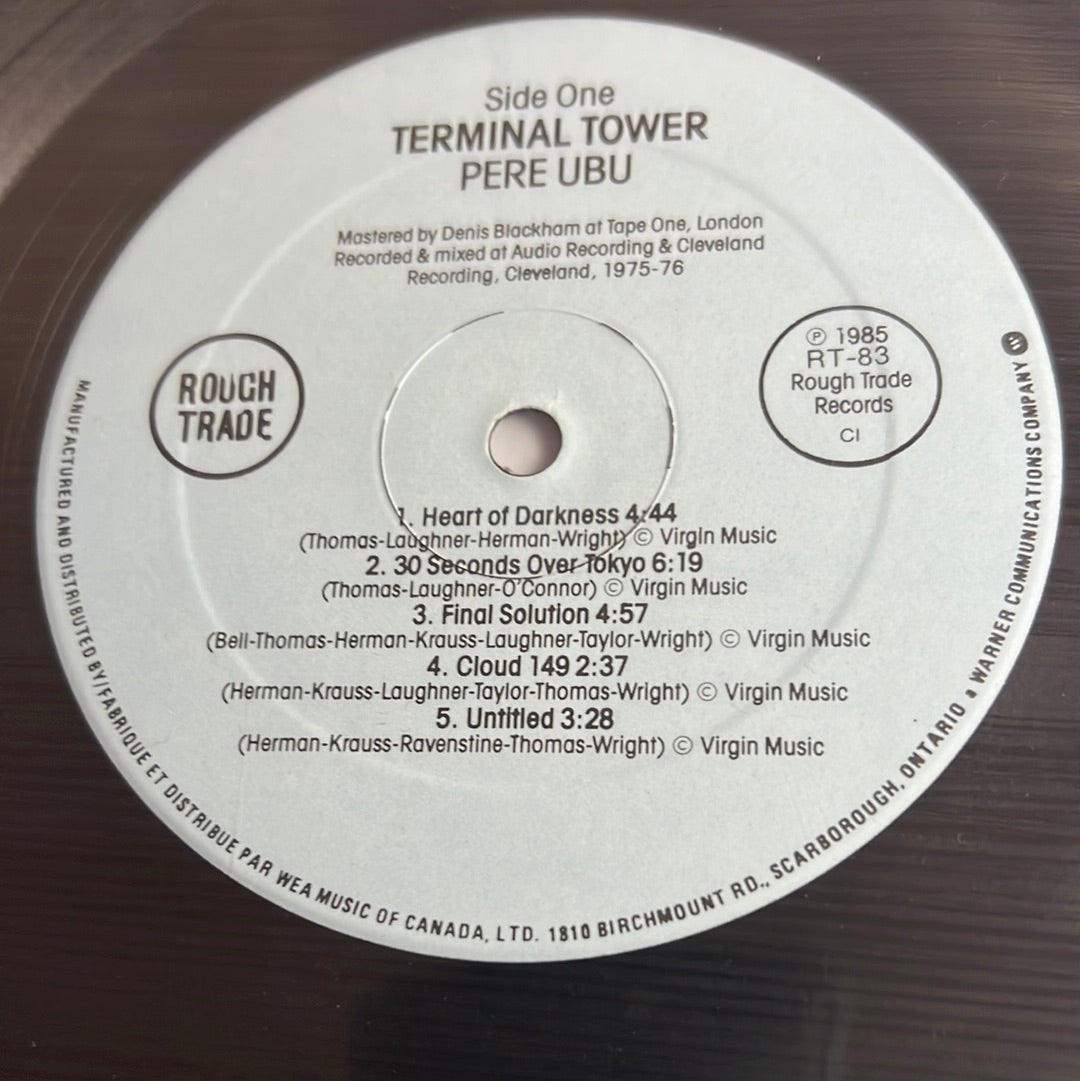 Side One
TERMINAL TOWER
PERE UBU
Mastered by Denis Blackham at Tape One, London
Recorded & mixed at Audio Recording & Cleveland
Recording, Cleveland, 1975-76
ROUGH
TRADE
℗ 1985
RT-83
Rough Trade
Records
CI
1. Heart of Darkness 4:44
(Thomas-Laughner-Herman-Wright) © Virgin Music
2. 30 Seconds Over Tokyo 6:19
(Thomas-Laughner-O'Connor) © Virgin Music
3. Final Solution 4:57
(Bell-Thomas-Herman-Krauss-Laughner-Taylor-Wright) © Virgin Music
4. Cloud 149 2:37
(Herman-Krauss-Laughner-Taylor-Thomas-Wright) © Virgin Music
5. Untitled 3:28
(Herman-Krauss-Ravenstine-Thomas-Wright) © Virgin Music
MANUFACTURED AND DISTRIBUTED BY/FABRIQUE ET DISTRIBUE PAR WEA MUSIC OF CANADA, LTD. 1810 BIRCHMOUNT RD., SCARBOROUGH, ONTARIO a WARNER COMMUNICATIONS COMPANY